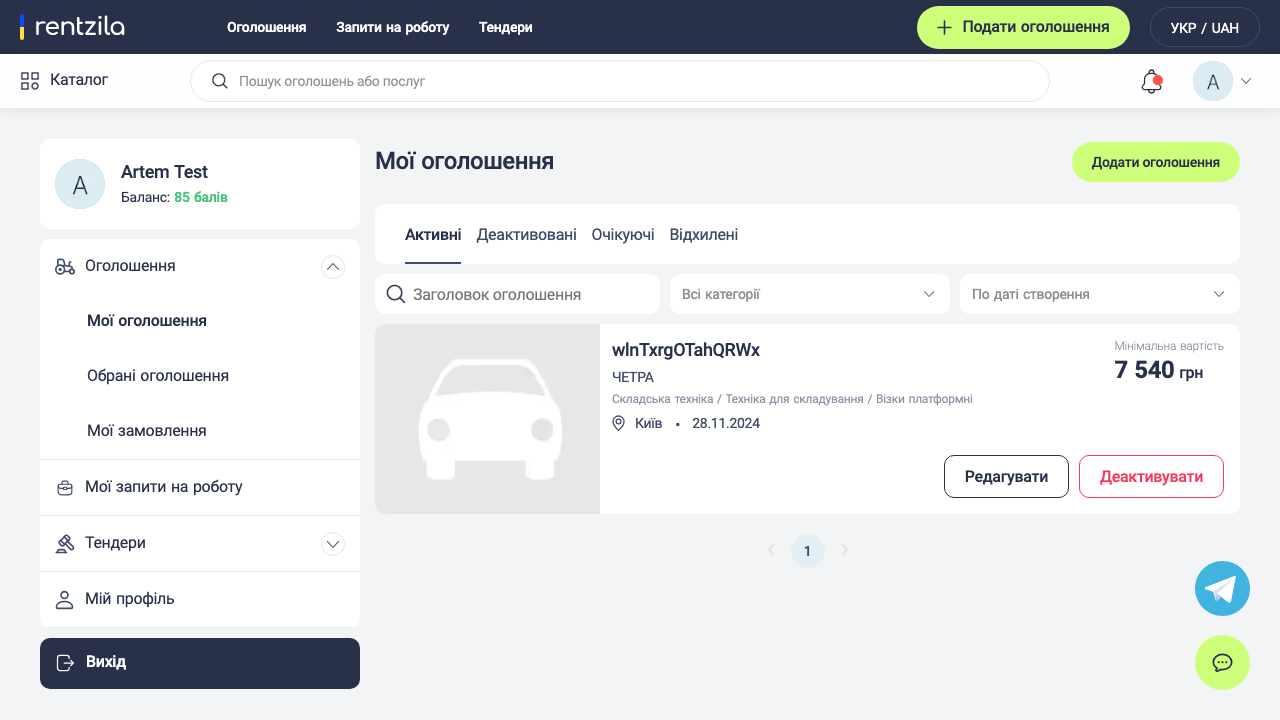 rentzila
Оголошення
Запити на роботу
Тендери
Подати оголошення
УКР / UAH
Каталог
Пошук оголошень або послуг
A
A
Artem Test
Баланс: 85 балів
Оголошення
Мої оголошення
Обрані оголошення
Мої замовлення
Мої запити на роботу
Тендери
Мій профіль
Вихід
Мої оголошення
Додати оголошення
Активні
Деактивовані
Очікуючі
Відхилені
Заголовок оголошення
Всі категорії
По даті створення
wlnTxrgOTahQRWx
ЧЕТРА
Складська техніка / Техніка для складування / Візки платформні
Київ • 28.11.2024
Мінімальна вартість
7 540 грн
Редагувати
Деактивувати
1